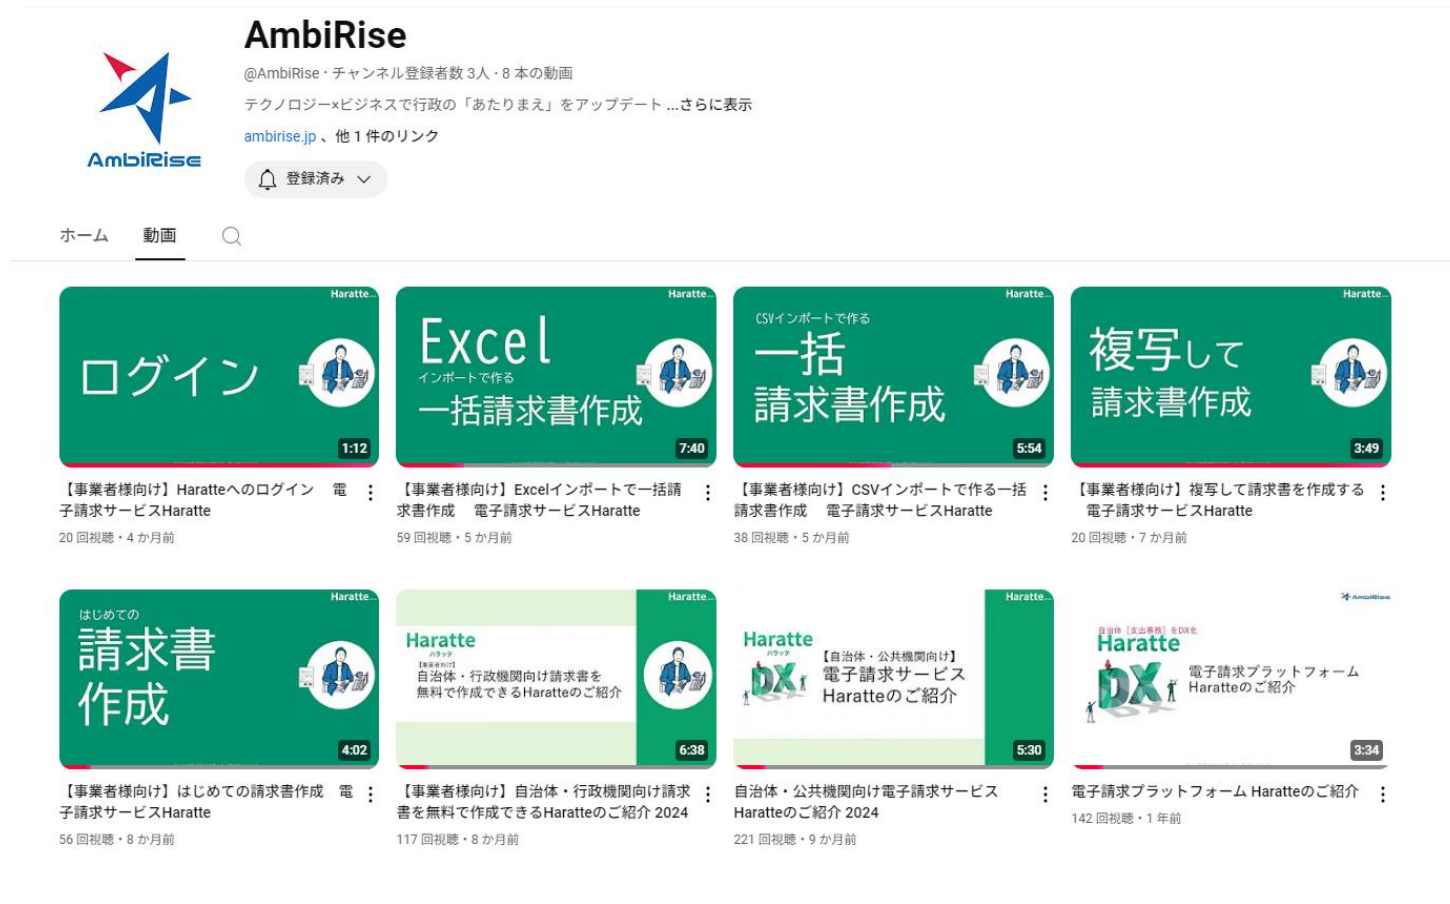 AmbiRise
AmbiRise
@AmbiRise・チャンネル登録者数 3人・8 本の動画
テクノロジー×ビジネスで行政の「あたりまえ」をアップデート ...さらに表示
ambirise.jp 、他 1 件のリンク
登録済み
ホーム 動画
Haratte
ログイン
1:12
【事業者様向け】Haratteへのログイン 電
子請求サービスHaratte
20 回視聴・4 か月前
Haratte
Excel
インポートで作る
一括請求書作成
7:40
【事業者様向け】Excelインポートで一括請
求書作成 電子請求サービスHaratte
59 回視聴・5 か月前
Haratte
CSVインポートで作る
一括
請求書作成
5:54
【事業者様向け】CSVインポートで作る一括
請求書作成 電子請求サービスHaratte
38 回視聴・5 か月前
Haratte
複写して
請求書作成
3:49
【事業者様向け】複写して請求書を作成する
電子請求サービスHaratte
20 回視聴・7 か月前
Haratte
はじめての
請求書
作成
4:02
【事業者様向け】はじめての請求書作成 電
子請求サービスHaratte
56 回視聴・8 か月前
Haratte
Haratte
ハラッテ
【事業者向け】
自治体・行政機関向け請求書を
無料で作成できるHaratteのご紹介
6:38
【事業者様向け】自治体・行政機関向け請求
書を無料で作成できるHaratteのご紹介 2024
117 回視聴・8 か月前
Haratte
Haratte
ハラッテ
DX
【自治体・公共機関向け】
電子請求サービス
Haratteのご紹介
5:30
自治体・公共機関向け電子請求サービス
Haratteのご紹介 2024
221 回視聴・9 か月前
AmbiRise
自治体［支出事務］をDX化
Haratte
DX
電子請求プラットフォーム
Haratteのご紹介
3:34
電子請求プラットフォーム Haratteのご紹介
142 回視聴・1 年前